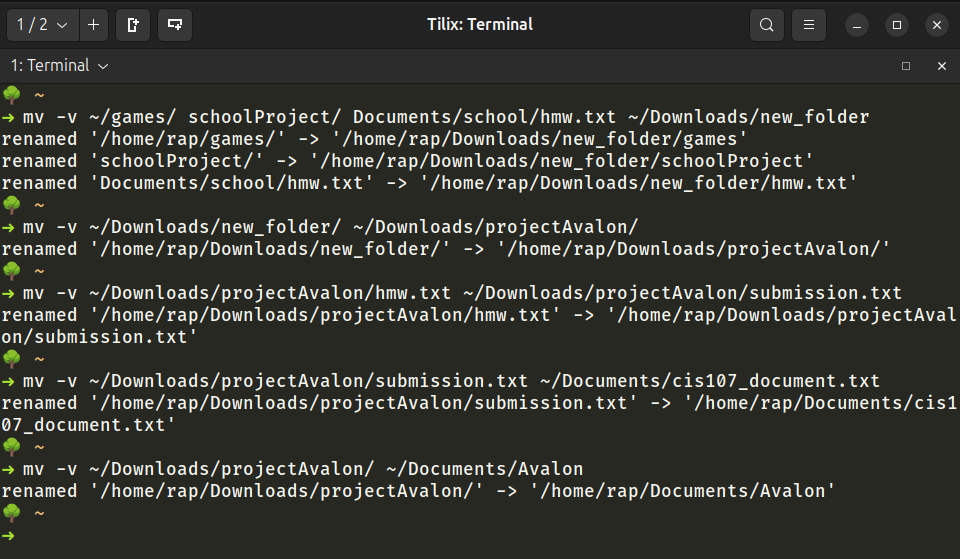 1 / 2
Tilix: Terminal
1: Terminal
~
➜ mv -v ~/games/ schoolProject/ Documents/school/hmw.txt ~/Downloads/new_folder
renamed '/home/rap/games/' -> '/home/rap/Downloads/new_folder/games'
renamed 'schoolProject/' -> '/home/rap/Downloads/new_folder/schoolProject'
renamed 'Documents/school/hmw.txt' -> '/home/rap/Downloads/new_folder/hmw.txt'
~
➜ mv -v ~/Downloads/new_folder/ ~/Downloads/projectAvalon/
renamed '/home/rap/Downloads/new_folder/' -> '/home/rap/Downloads/projectAvalon/'
~
➜ mv -v ~/Downloads/projectAvalon/hmw.txt ~/Downloads/projectAvalon/submission.txt
renamed '/home/rap/Downloads/projectAvalon/hmw.txt' -> '/home/rap/Downloads/projectAval
on/submission.txt'
~
➜ mv -v ~/Downloads/projectAvalon/submission.txt ~/Documents/cis107_document.txt
renamed '/home/rap/Downloads/projectAvalon/submission.txt' -> '/home/rap/Documents/cis1
07_document.txt'
~
➜ mv -v ~/Downloads/projectAvalon/ ~/Documents/Avalon
renamed '/home/rap/Downloads/projectAvalon/' -> '/home/rap/Documents/Avalon'
~
➜